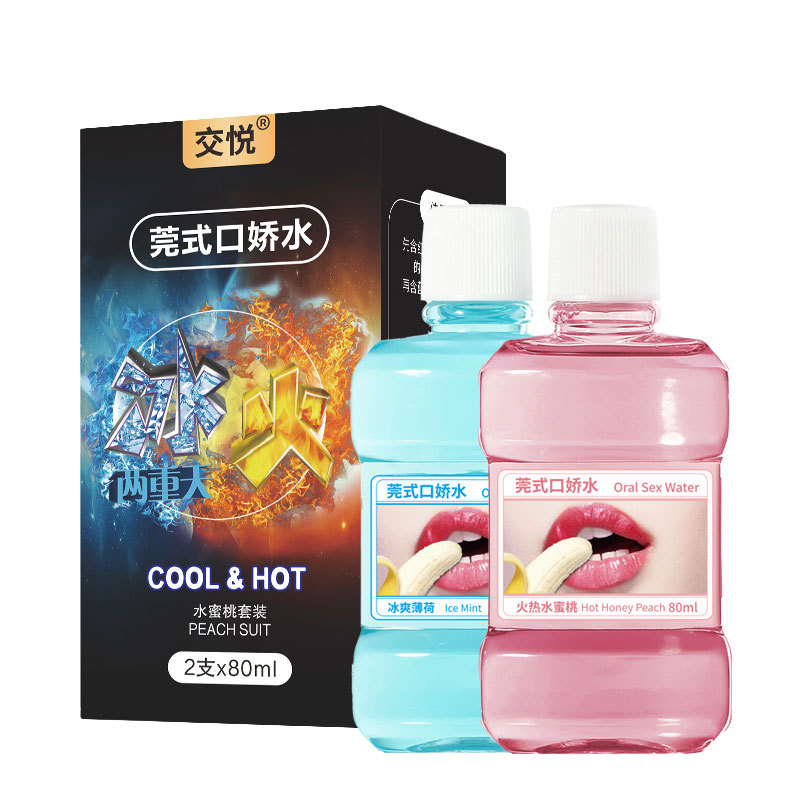 交悦®
莞式口娇水
冰火
两重天
COOL & HOT
水蜜桃套装
PEACH SUIT
2支x80ml
莞式口娇水
冰爽薄荷 Ice Mint
莞式口娇水 Oral Sex Water
火热水蜜桃 Hot Honey Peach 80ml